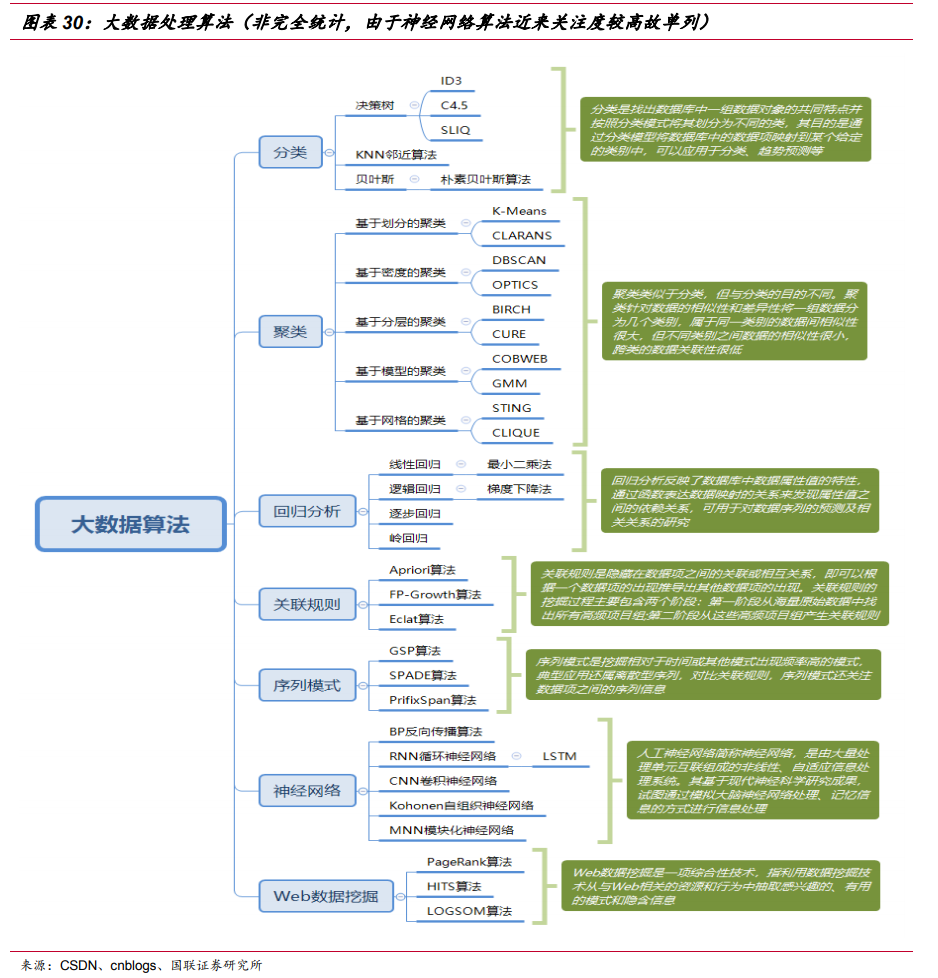 图表 30：大数据处理算法（非完全统计，由于神经网络算法近来关注度较高故单列）
大数据算法
分类
决策树
ID3
C4.5
SLIQ
KNN邻近算法
贝叶斯
朴素贝叶斯算法
分类是找出数据库中一组数据对象的共同特点并
按照分类模式将其划分为不同的类，其目的是通
过分类模型将数据库中的数据项映射到某个给定
的类别中，可以应用于分类、趋势预测等
聚类
基于划分的聚类
K-Means
CLARANS
基于密度的聚类
DBSCAN
OPTICS
基于分层的聚类
BIRCH
CURE
基于模型的聚类
COBWEB
GMM
基于网格的聚类
STING
CLIQUE
聚类类似于分类，但与分类的目的不同。聚
类针对数据的相似性和差异性将一组数据分
为几个类别，属于同一类别的数据间相似性
很大，但不同类别之间数据的相似性很小，
跨类的数据关联性很低
回归分析
线性回归
最小二乘法
逻辑回归
梯度下降法
逐步回归
岭回归
回归分析反映了数据库中数据属性值的特性，
通过函数表达数据映射的关系来发现属性值之
间的依赖关系，可用于对数据序列的预测及相
关关系的研究
关联规则
Apriori算法
FP-Growth算法
Eclat算法
关联规则是隐藏在数据项之间的关联或相互关系，即可以根
据一个数据项的出现推导出其他数据项的出现。关联规则的
挖掘过程主要包含两个阶段：第一阶段从海量原始数据中找
出所有高频项目组;第二阶段从这些高频项目组产生关联规则
序列模式
GSP算法
SPADE算法
PrifixSpan算法
序列模式是挖掘相对于时间或其他模式出现频率高的模式，
典型应用还属离散型序列，对比关联规则，序列模式还关注
数据项之间的序列信息
神经网络
BP反向传播算法
RNN循环神经网络
LSTM
CNN卷积神经网络
Kohonen自组织神经网络
MNN模块化神经网络
人工神经网络简称神经网络，是由大量处
理单元互联组成的非线性、自适应信息处
理系统。其基于现代神经科学研究成果，
试图通过模拟大脑神经网络处理、记忆信
息的方式进行信息处理
Web数据挖掘
PageRank算法
HITS算法
LOGSOM算法
Web数据挖掘是一项综合性技术，指利用数据挖掘技
术从与Web相关的资源和行为中抽取感兴趣的、有用
的模式和隐含信息
来源：CSDN、cnblogs、国联证券研究所